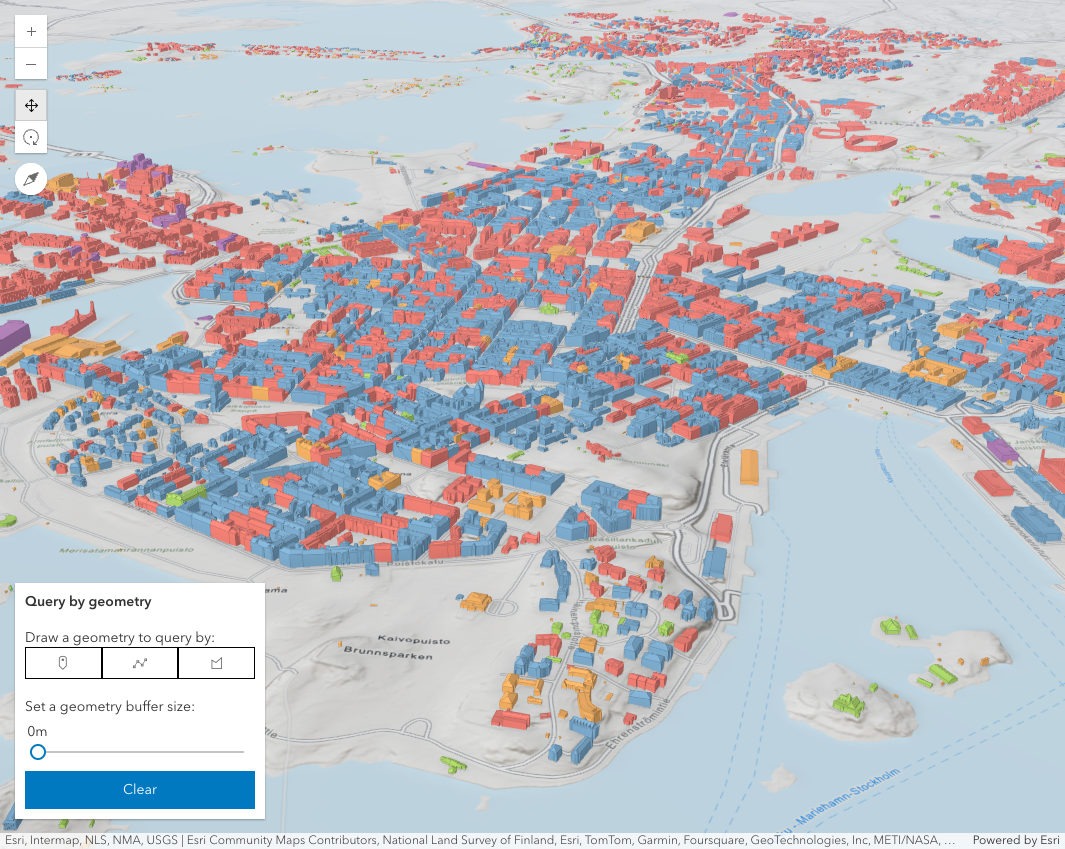 Morisalamanrannanpuisto
Puistokatu
Kaivopuisto
Brunnsparken
Ehrenströmintie
Mariehamn-Stockholm
Query by geometry
Draw a geometry to query by:
Set a geometry buffer size:
0m
Clear
Esri, Intermap, NLS, NMA, USGS | Esri Community Maps Contributors, National Land Survey of Finland, Esri, TomTom, Garmin, Foursquare, GeoTechnologies, Inc, METI/NASA, ...
Powered by Esri